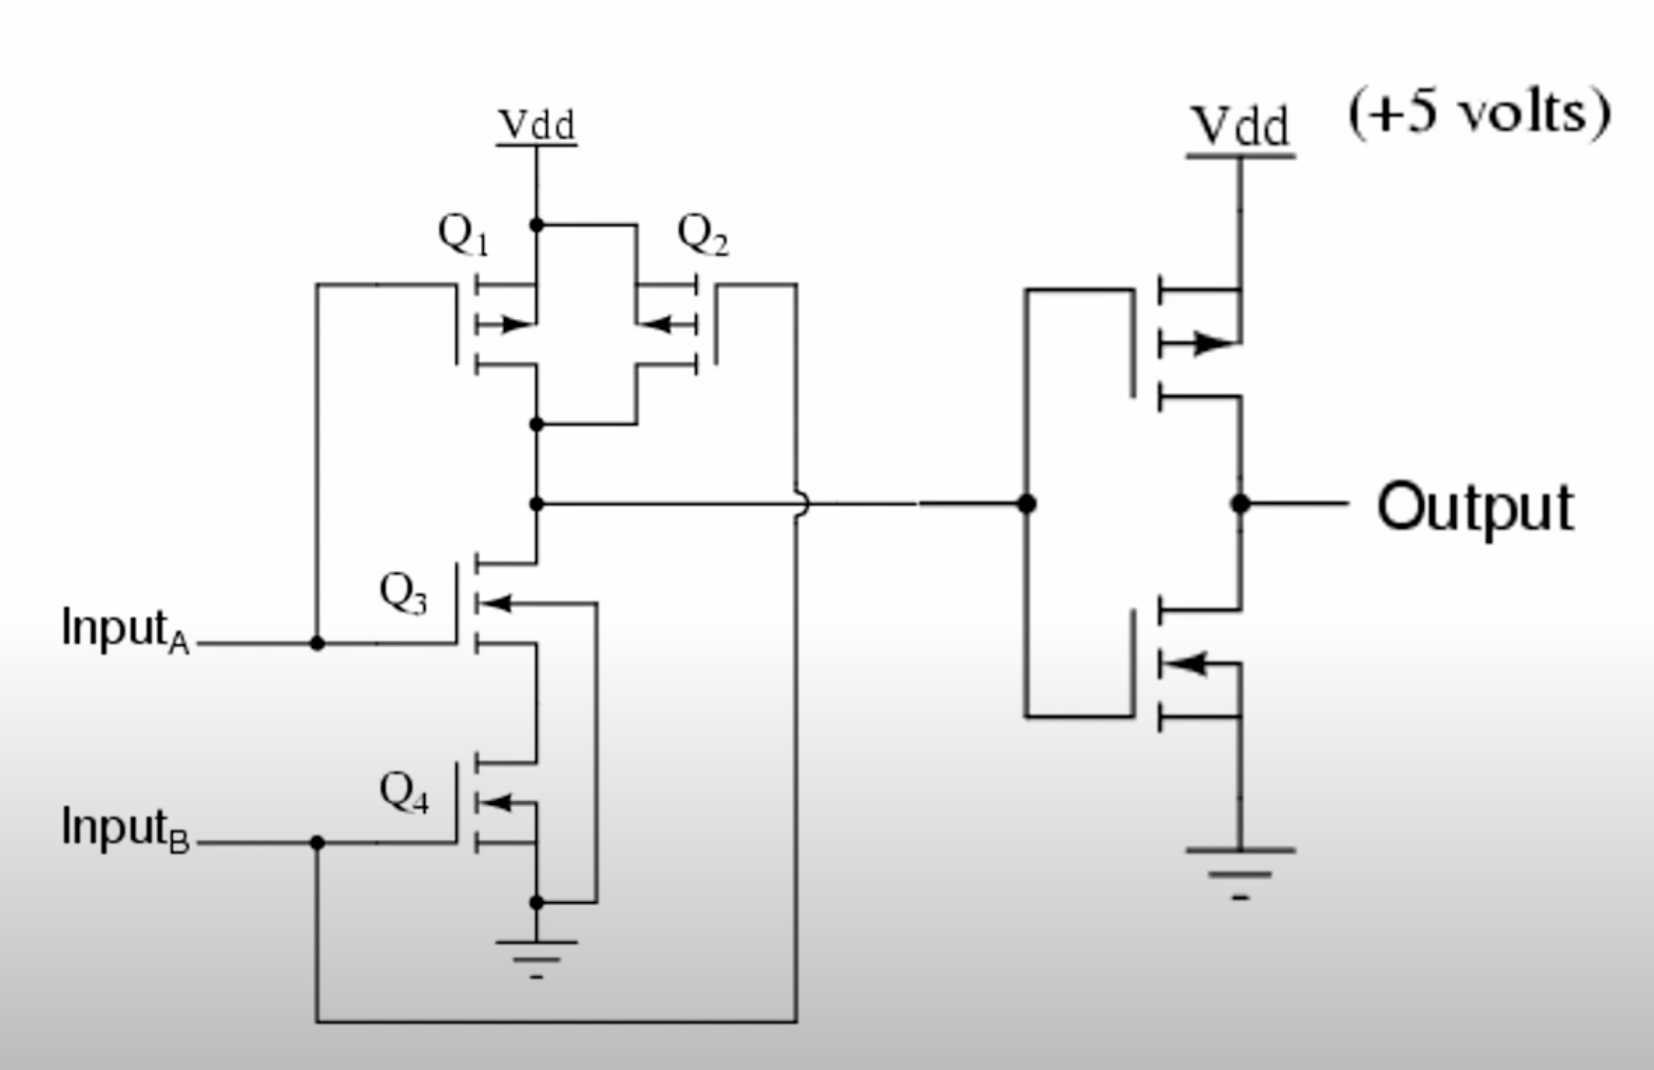 Vdd
Vdd
(+5 volts)
Q1
Q2
Output
Q3
InputA
Q4
InputB